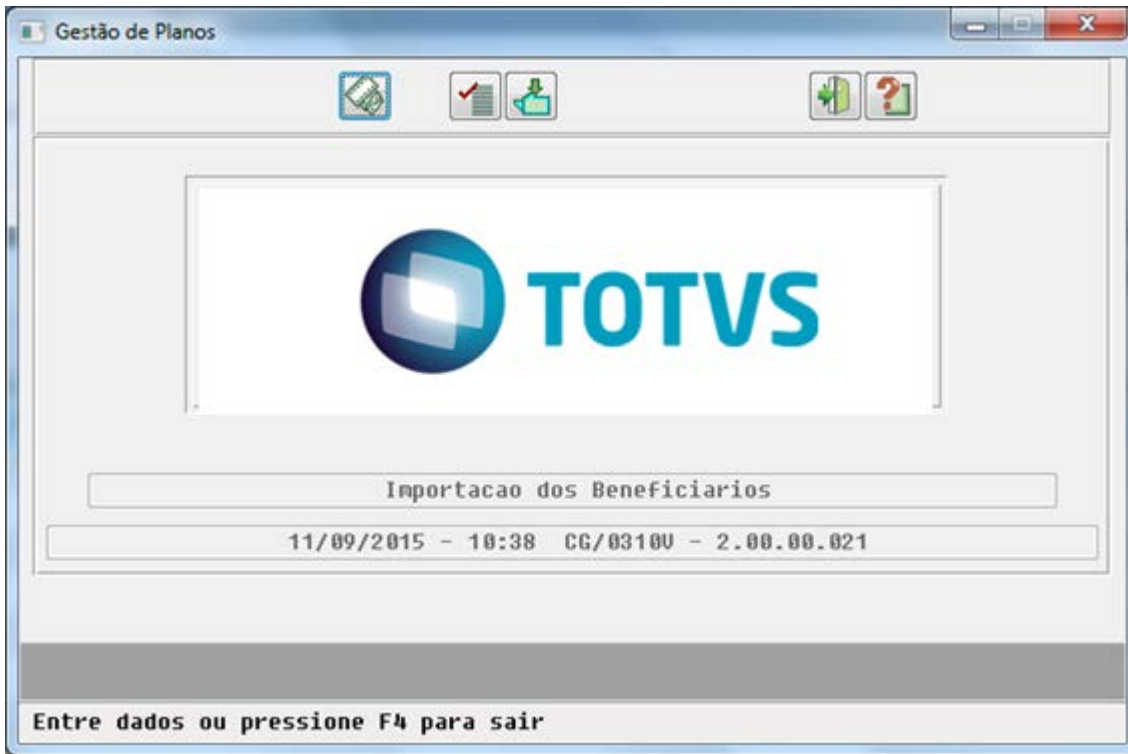 Gestão de Planos
TOTVS
Importacao dos Beneficiarios
11/09/2015 - 10:38 CG/0310V - 2.00.00.021
Entre dados ou pressione F4 para sair